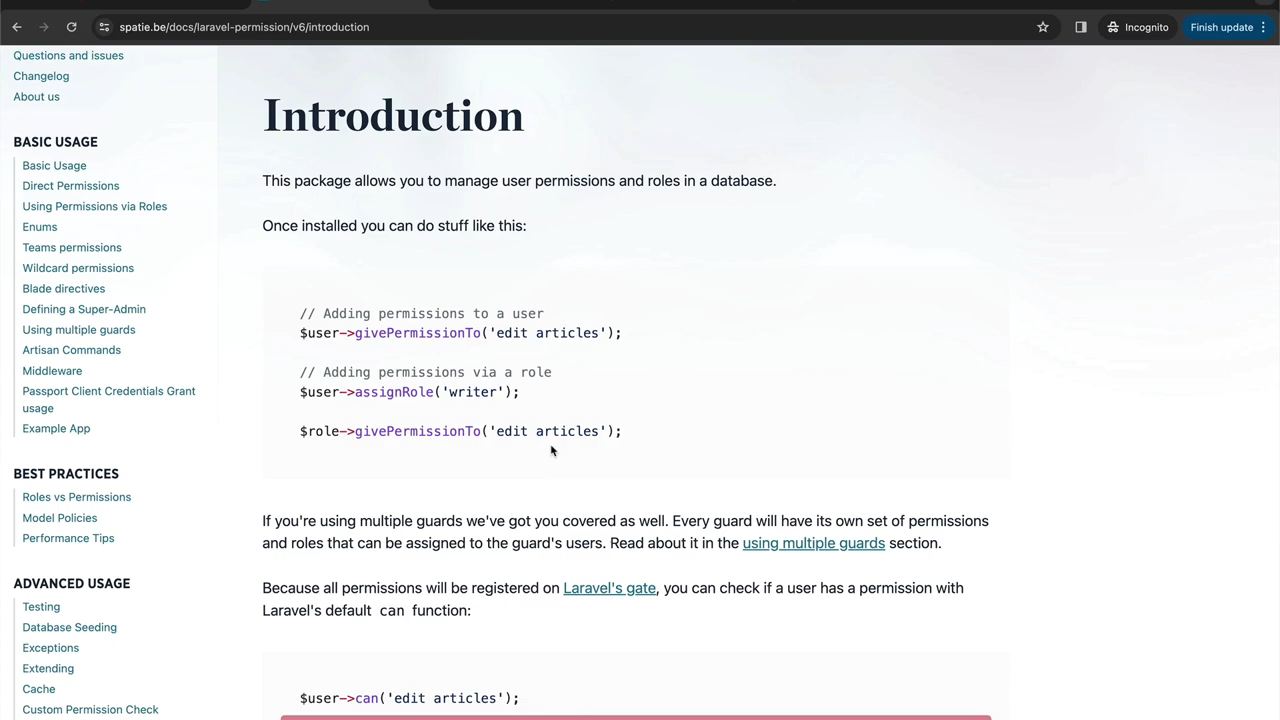 spatie.be/docs/laravel-permission/v6/introduction
Incognito
Finish update
Questions and issues
Changelog
About us
BASIC USAGE
Basic Usage
Direct Permissions
Using Permissions via Roles
Enums
Teams permissions
Wildcard permissions
Blade directives
Defining a Super-Admin
Using multiple guards
Artisan Commands
Middleware
Passport Client Credentials Grant
usage
Example App
BEST PRACTICES
Roles vs Permissions
Model Policies
Performance Tips
ADVANCED USAGE
Testing
Database Seeding
Exceptions
Extending
Cache
Custom Permission Check
Introduction
This package allows you to manage user permissions and roles in a database.
Once installed you can do stuff like this:
// Adding permissions to a user
$user->givePermissionTo('edit articles');
// Adding permissions via a role
$user->assignRole('writer');
$role->givePermissionTo('edit articles');
If you're using multiple guards we've got you covered as well. Every guard will have its own set of permissions
and roles that can be assigned to the guard's users. Read about it in the using multiple guards section.
Because all permissions will be registered on Laravel's gate, you can check if a user has a permission with
Laravel's default can function:
$user->can('edit articles');